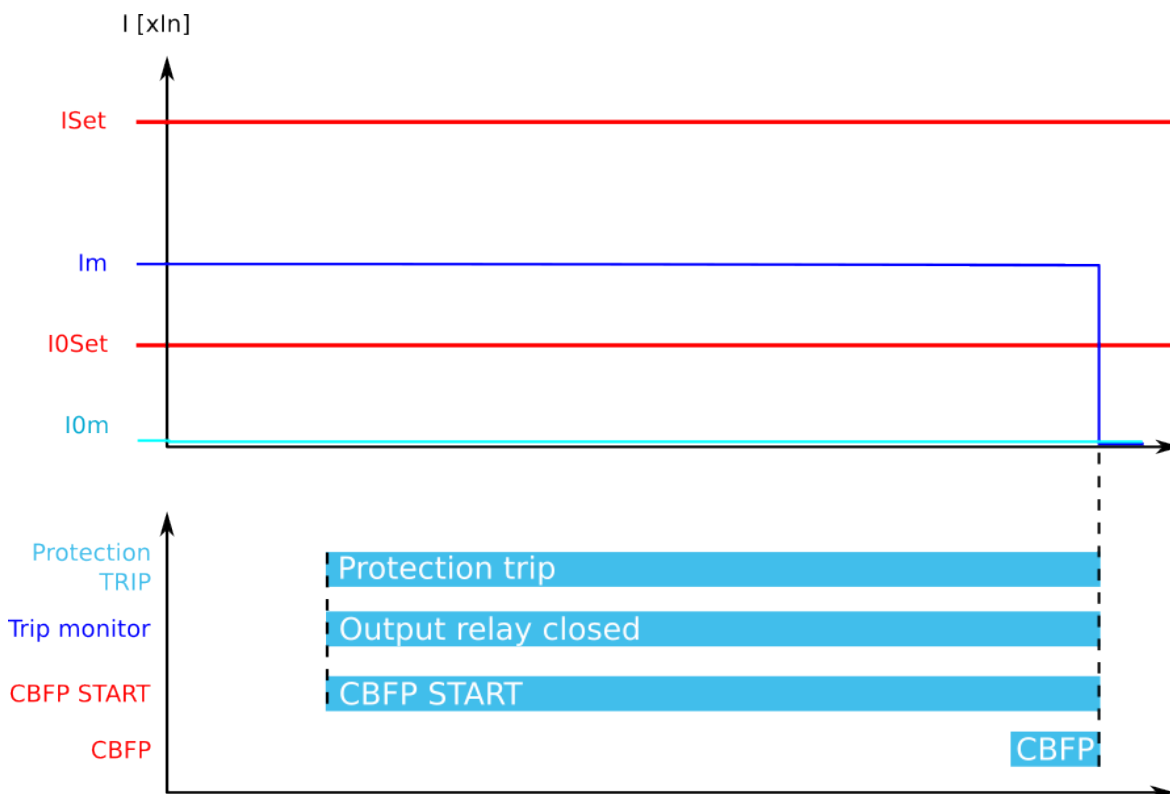 I [xIn]
ISet
Im
I0Set
I0m
Protection
TRIP
Protection trip
Trip monitor
Output relay closed
CBFP START
CBFP START
CBFP
CBFP